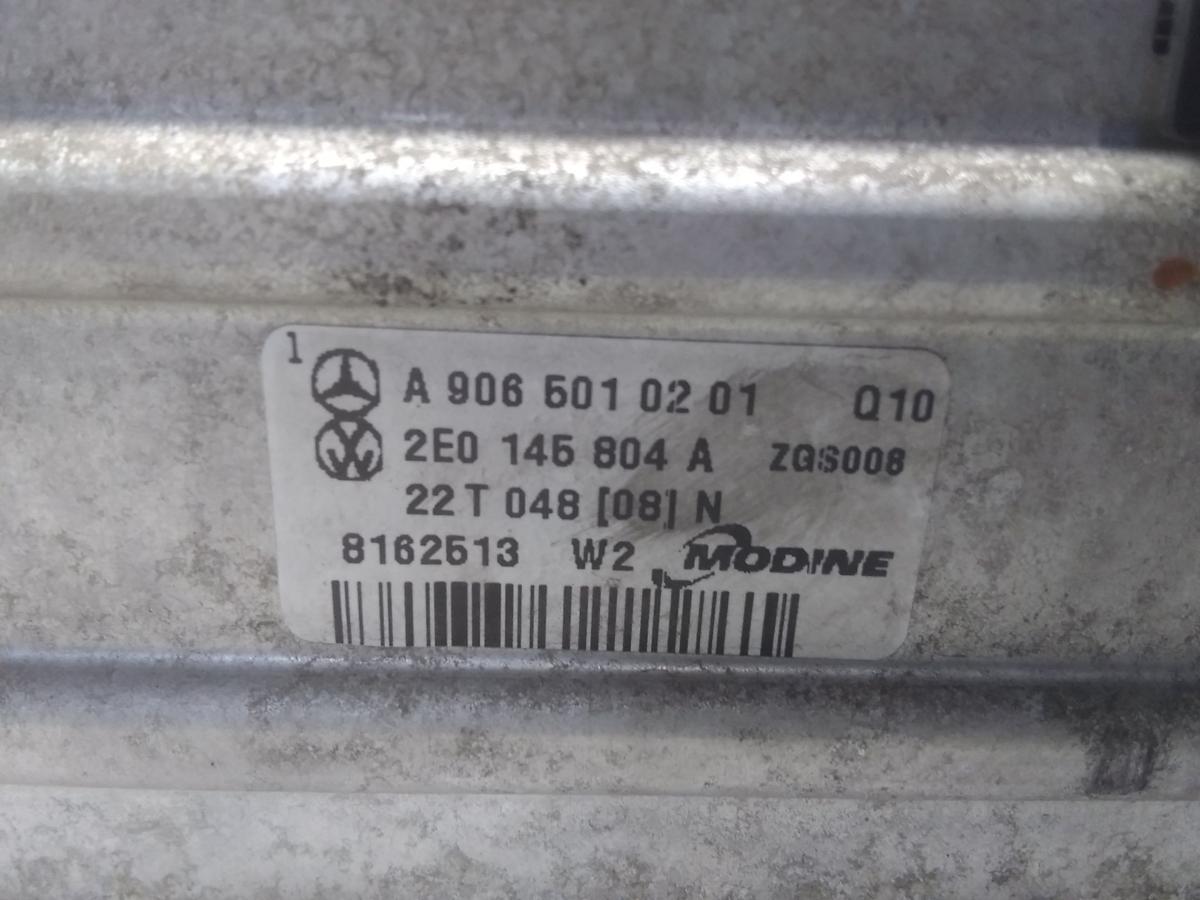 1
A 906 501 02 01 Q10
2E0 145 804 A ZGS008
22 T 048 [08] N
8162513 W2 MODINE